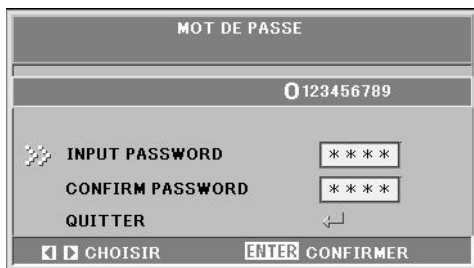 MOT DE PASSE
0123456789
INPUT PASSWORD ****
CONFIRM PASSWORD ****
QUITTER
CHOISIR ENTER CONFIRMER